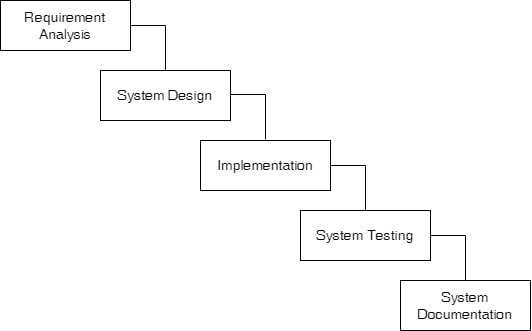 Requirement
Analysis
System Design
Implementation
System Testing
System
Documentation